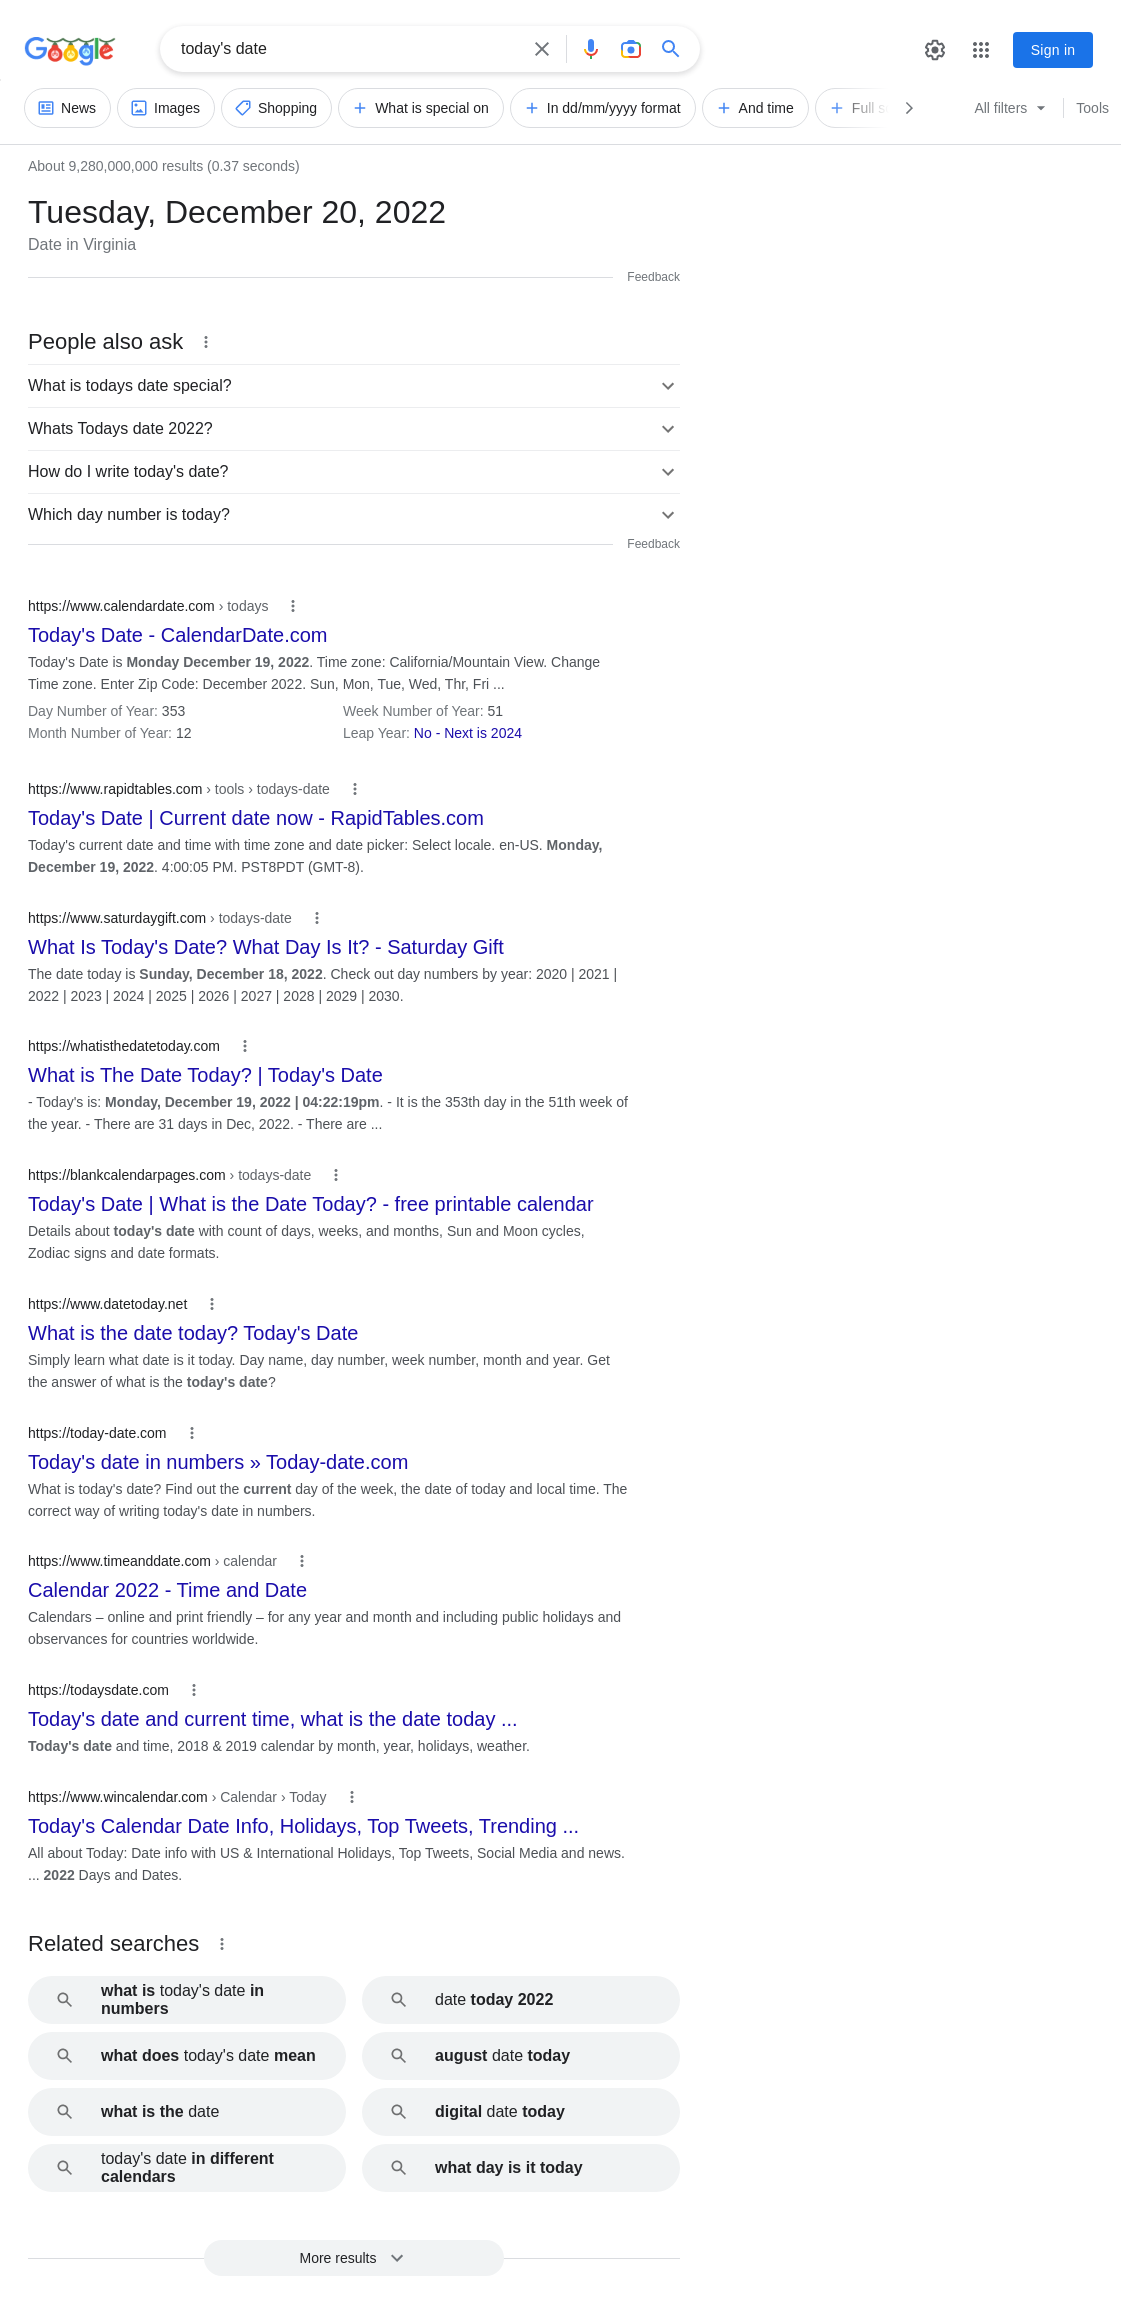 Google
today's date
Sign in
News
Images
Shopping
What is special on
In dd/mm/yyyy format
And time
Full
All filters
Tools
About 9,280,000,000 results (0.37 seconds)
Tuesday, December 20, 2022
Date in Virginia
Feedback
People also ask
What is todays date special?
Whats Todays date 2022?
How do I write today's date?
Which day number is today?
Feedback
https://www.calendardate.com › todays
Today's Date - CalendarDate.com
Today's Date is Monday December 19, 2022. Time zone: California/Mountain View. Change
Time zone. Enter Zip Code: December 2022. Sun, Mon, Tue, Wed, Thr, Fri ...
Day Number of Year: 353
Week Number of Year: 51
Month Number of Year: 12
Leap Year: No - Next is 2024
https://www.rapidtables.com › tools › todays-date
Today's Date | Current date now - RapidTables.com
Today's current date and time with time zone and date picker: Select locale. en-US. Monday,
December 19, 2022. 4:00:05 PM. PST8PDT (GMT-8).
https://www.saturdaygift.com › todays-date
What Is Today's Date? What Day Is It? - Saturday Gift
The date today is Sunday, December 18, 2022. Check out day numbers by year: 2020 | 2021 |
2022 | 2023 | 2024 | 2025 | 2026 | 2027 | 2028 | 2029 | 2030.
https://whatisthedatetoday.com
What is The Date Today? | Today's Date
- Today's is: Monday, December 19, 2022 | 04:22:19pm. - It is the 353th day in the 51th week of
the year. - There are 31 days in Dec, 2022. - There are ...
https://blankcalendarpages.com › todays-date
Today's Date | What is the Date Today? - free printable calendar
Details about today's date with count of days, weeks, and months, Sun and Moon cycles,
Zodiac signs and date formats.
https://www.datetoday.net
What is the date today? Today's Date
Simply learn what date is it today. Day name, day number, week number, month and year. Get
the answer of what is the today's date?
https://today-date.com
Today's date in numbers » Today-date.com
What is today's date? Find out the current day of the week, the date of today and local time. The
correct way of writing today's date in numbers.
https://www.timeanddate.com › calendar
Calendar 2022 - Time and Date
Calendars – online and print friendly – for any year and month and including public holidays and
observances for countries worldwide.
https://todaysdate.com
Today's date and current time, what is the date today ...
Today's date and time, 2018 & 2019 calendar by month, year, holidays, weather.
https://www.wincalendar.com › Calendar › Today
Today's Calendar Date Info, Holidays, Top Tweets, Trending ...
All about Today: Date info with US & International Holidays, Top Tweets, Social Media and news.
... 2022 Days and Dates.
Related searches
what is today's date in
numbers
date today 2022
what does today's date mean
august date today
what is the date
digital date today
today's date in different
calendars
what day is it today
More results